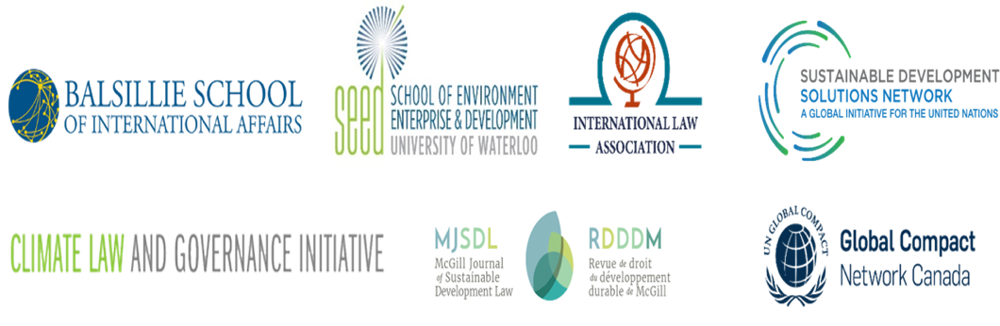 BALSILLIE SCHOOL
OF INTERNATIONAL AFFAIRS
seed
SCHOOL OF ENVIRONMENT
ENTERPRISE & DEVELOPMENT
UNIVERSITY OF WATERLOO
INTERNATIONAL LAW
ASSOCIATION
SUSTAINABLE DEVELOPMENT
SOLUTIONS NETWORK
A GLOBAL INITIATIVE FOR THE UNITED NATIONS
CLIMATE LAW AND GOVERNANCE INITIATIVE
MJSDL
McGill Journal
of Sustainable
Development Law
RDDDM
Revue de droit
du développement
durable de McGill
UN GLOBAL COMPACT
Global Compact
Network Canada